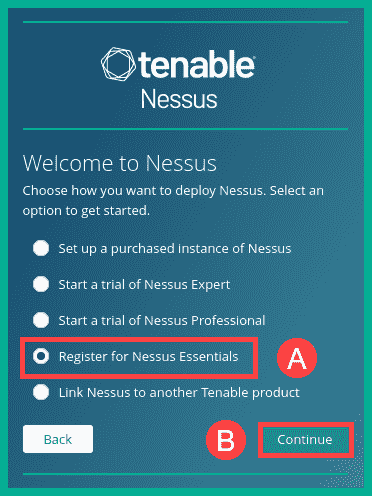 tenable
Nessus
Welcome to Nessus
Choose how you want to deploy Nessus. Select an
option to get started.
Set up a purchased instance of Nessus
Start a trial of Nessus Expert
Start a trial of Nessus Professional
Register for Nessus Essentials A
Link Nessus to another Tenable product
Back B Continue